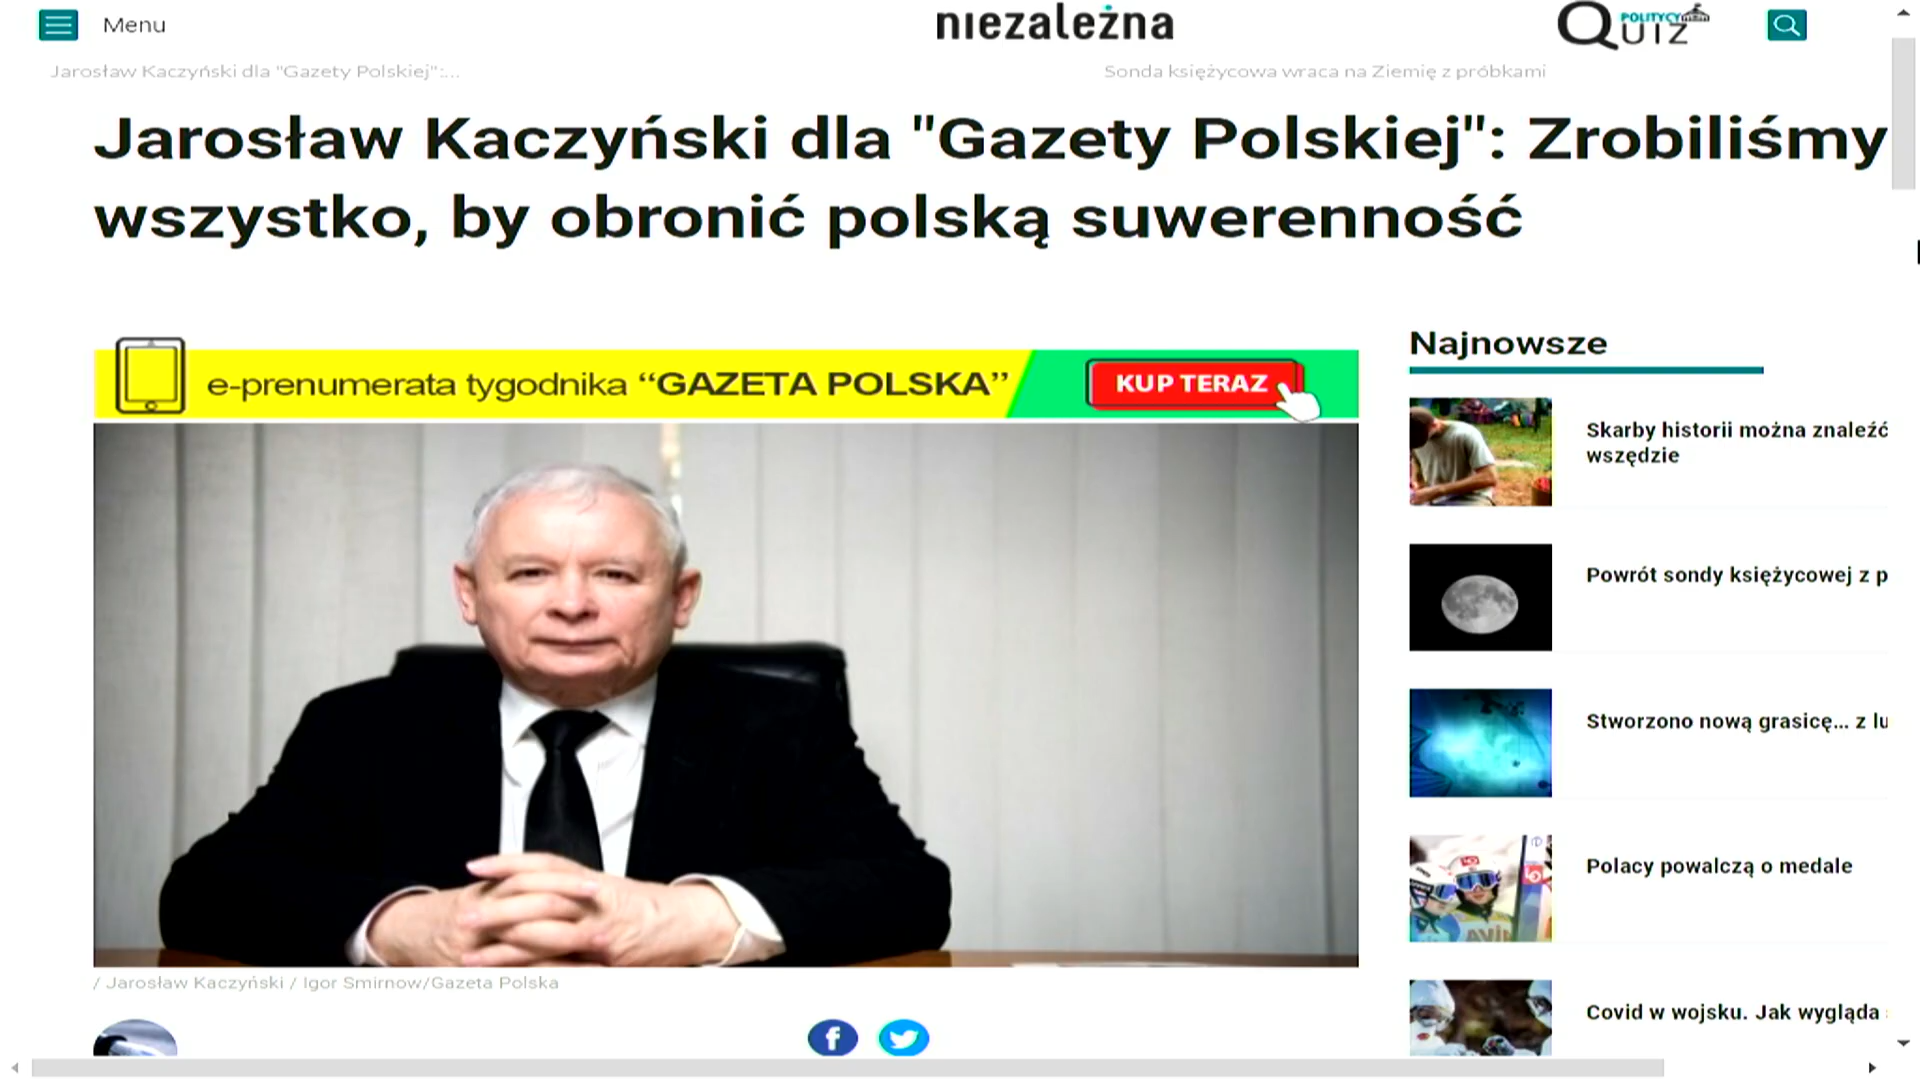 Menu
niezależna
POLITYCZNY QUIZ
Jarosław Kaczyński dla "Gazety Polskiej":...
Sonda księżycowa wraca na Ziemię z próbkami
Jarosław Kaczyński dla "Gazety Polskiej": Zrobiliśmy
wszystko, by obronić polską suwerenność
e-prenumerata tygodnika “GAZETA POLSKA”
KUP TERAZ
/ Jarosław Kaczyński / Igor Smirnow/Gazeta Polska
Najnowsze
Skarby historii można znaleźć
wszędzie
Powrót sondy księżycowej z p
Stworzono nową grasicę... z lu
Polacy powalczą o medale
Covid w wojsku. Jak wygląda